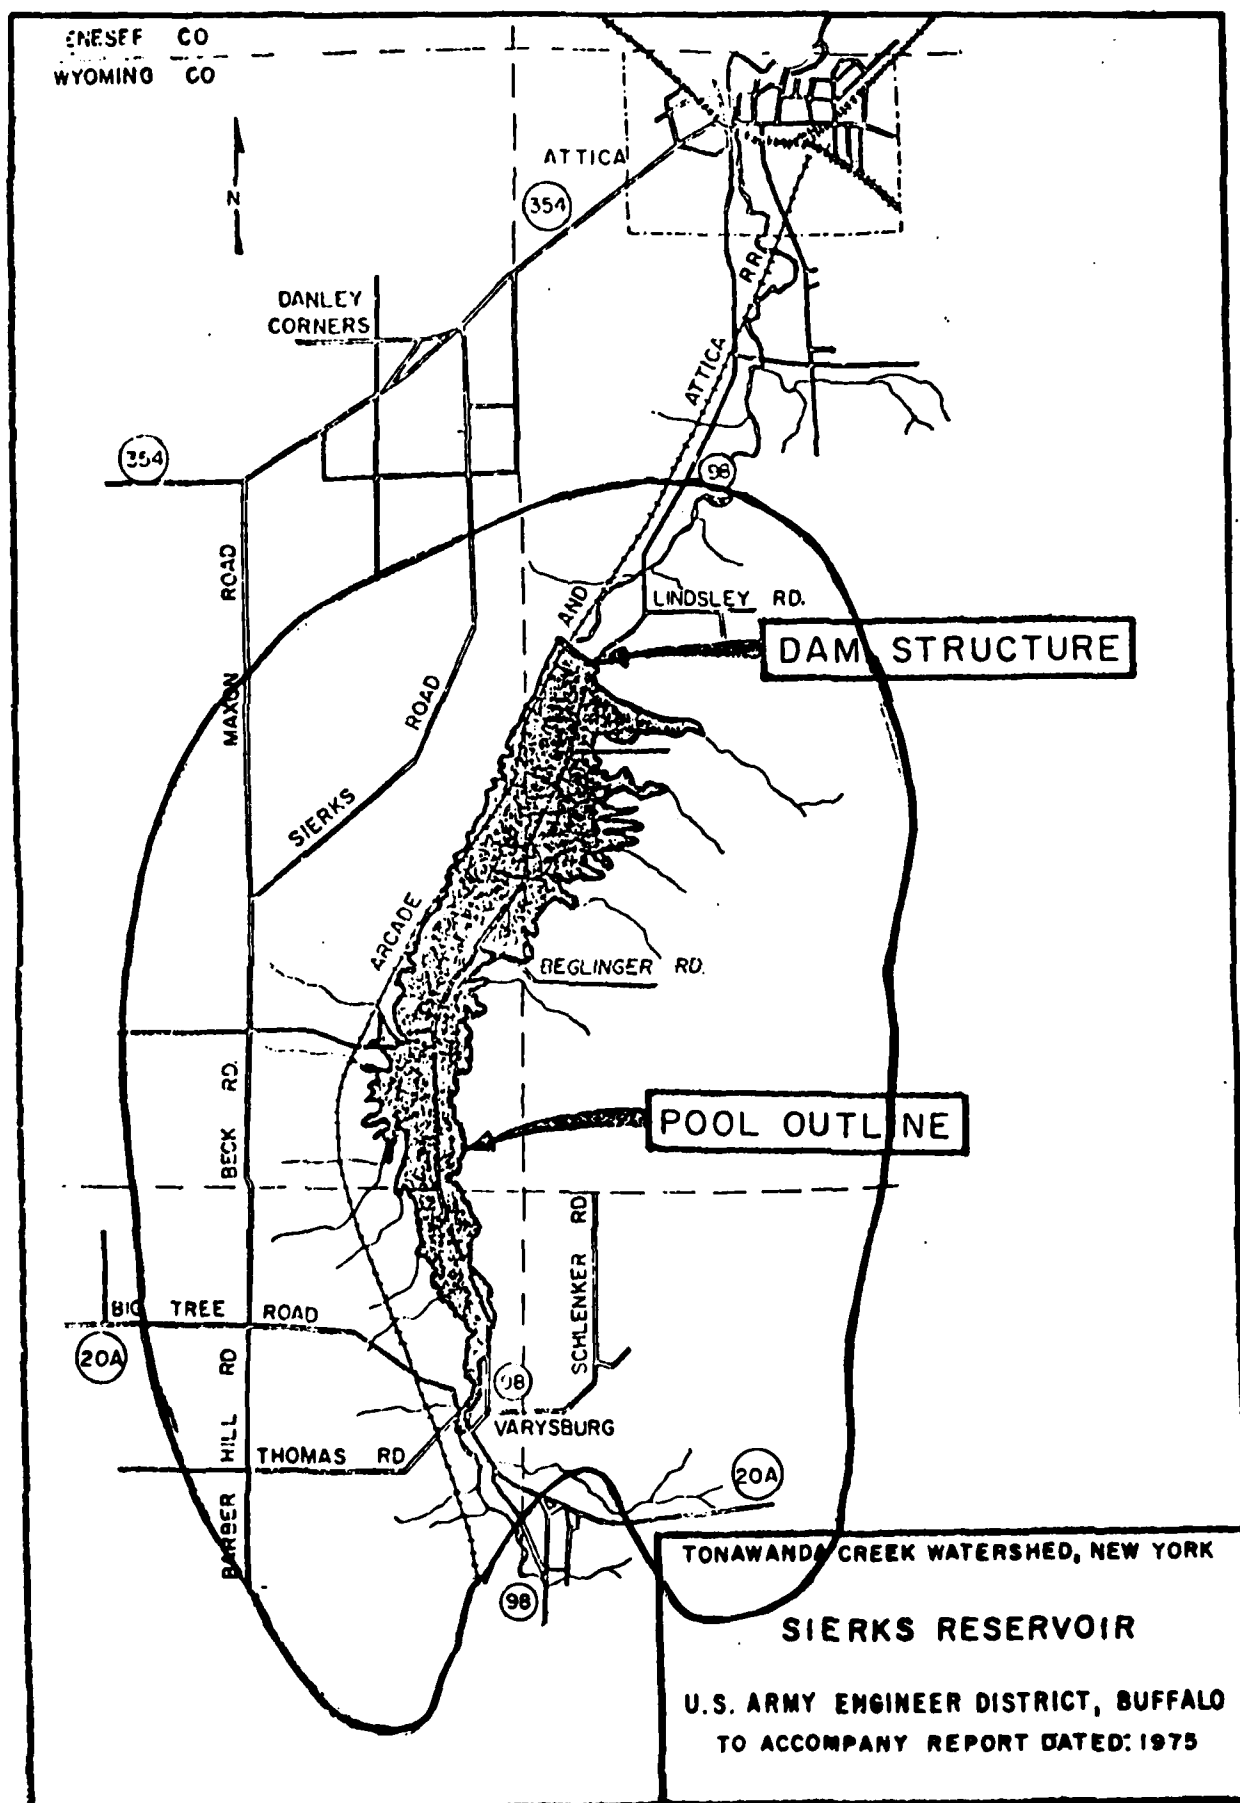 ENESEF CO
WYOMING CO
N
ATTICA
354
DANLEY
CORNERS
354
ATTICA
R.R.
98
AND
LINDSLEY RD.
DAM STRUCTURE
MAXON ROAD
SIERKS ROAD
ARCADE
BEGLINGER RD.
BECK RD.
POOL OUTLINE
SCHLENKER RD
BIG TREE ROAD
20A
98
VARYSBURG
BARBER HILL RD
THOMAS RD
20A
98
TONAWANDA CREEK WATERSHED, NEW YORK
SIERKS RESERVOIR
U.S. ARMY ENGINEER DISTRICT, BUFFALO
TO ACCOMPANY REPORT DATED: 1975